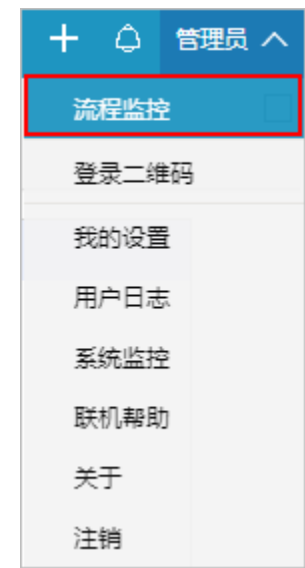 管理员
流程监控
登录二维码
我的设置
用户日志
系统监控
联机帮助
关于
注销